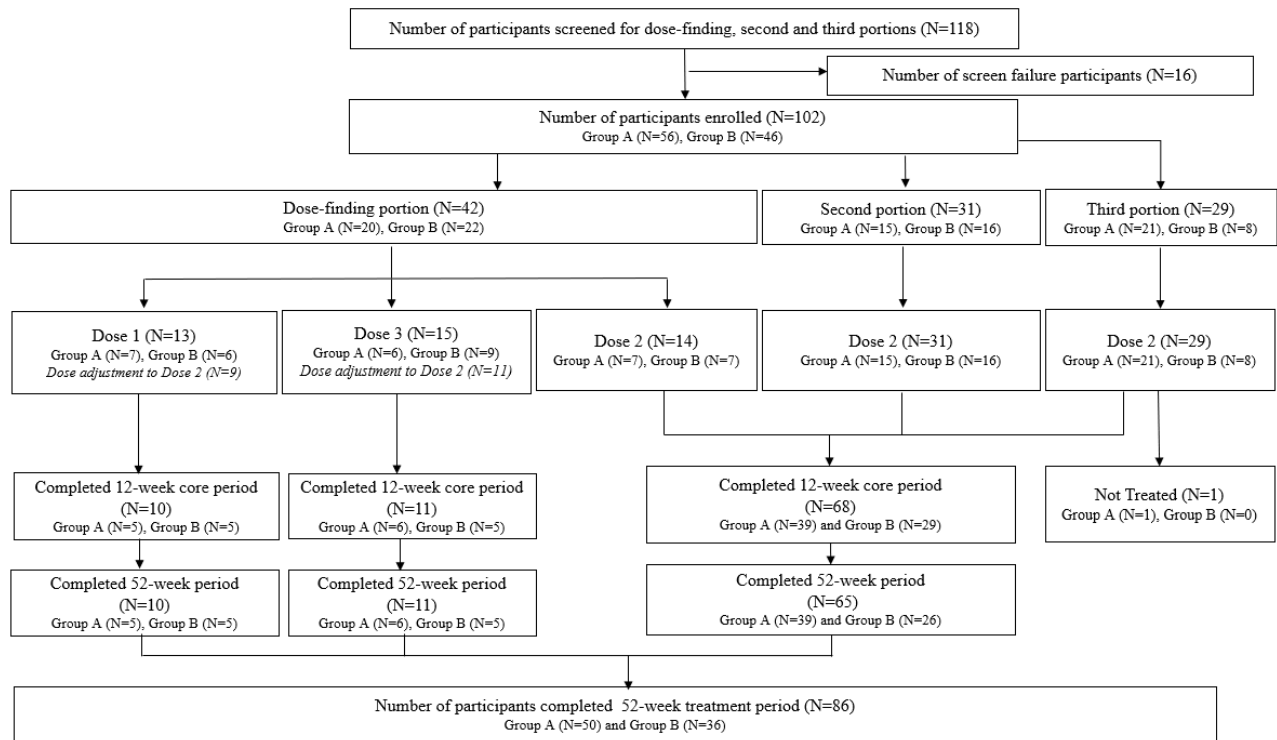 Number of participants screened for dose-finding, second and third portions (N=118)
Number of screen failure participants (N=16)
Number of participants enrolled (N=102)
Group A (N=56), Group B (N=46)
Dose-finding portion (N=42)
Group A (N=20), Group B (N=22)
Second portion (N=31)
Group A (N=15), Group B (N=16)
Third portion (N=29)
Group A (N=21), Group B (N=8)
Dose 1 (N=13)
Group A (N=7), Group B (N=6)
Dose adjustment to Dose 2 (N=9)
Dose 3 (N=15)
Group A (N=6), Group B (N=9)
Dose adjustment to Dose 2 (N=11)
Dose 2 (N=14)
Group A (N=7), Group B (N=7)
Dose 2 (N=31)
Group A (N=15), Group B (N=16)
Dose 2 (N=29)
Group A (N=21), Group B (N=8)
Completed 12-week core period
(N=10)
Group A (N=5), Group B (N=5)
Completed 12-week core period
(N=11)
Group A (N=6), Group B (N=5)
Completed 12-week core period
(N=68)
Group A (N=39) and Group B (N=29)
Not Treated (N=1)
Group A (N=1), Group B (N=0)
Completed 52-week period
(N=10)
Group A (N=5), Group B (N=5)
Completed 52-week period
(N=11)
Group A (N=6), Group B (N=5)
Completed 52-week period
(N=65)
Group A (N=39) and Group B (N=26)
Number of participants completed 52-week treatment period (N=86)
Group A (N=50) and Group B (N=36)